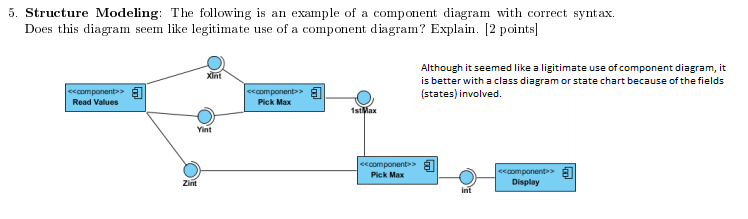 5. Structure Modeling: The following is an example of a component diagram with correct syntax.
Does this diagram seem like legitimate use of a component diagram? Explain. [2 points]
Although it seemed like a ligitimate use of component diagram, it
is better with a class diagram or state chart because of the fields
(states) involved.
XInt
<<component>>
Read Values
<<component>>
Pick Max
1stMax
Yint
<<component>>
Pick Max
Zint
int
<<component>>
Display